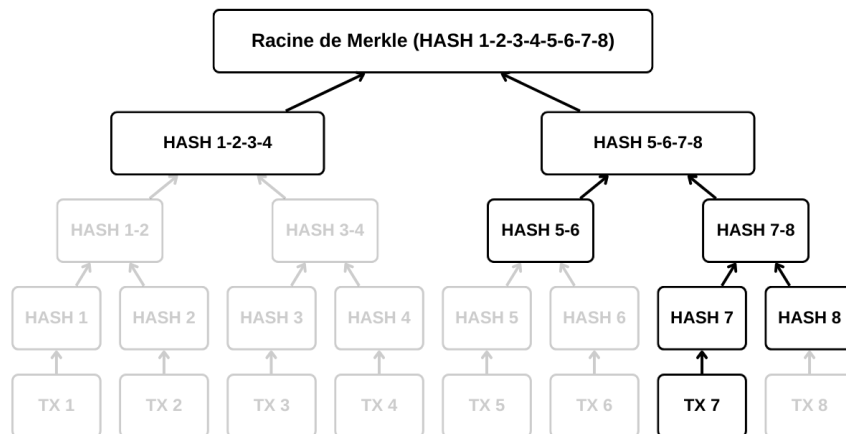 Racine de Merkle (HASH 1-2-3-4-5-6-7-8)
HASH 1-2-3-4
HASH 5-6-7-8
HASH 1-2
HASH 3-4
HASH 5-6
HASH 7-8
HASH 1
HASH 2
HASH 3
HASH 4
HASH 5
HASH 6
HASH 7
HASH 8
TX 1
TX 2
TX 3
TX 4
TX 5
TX 6
TX 7
TX 8